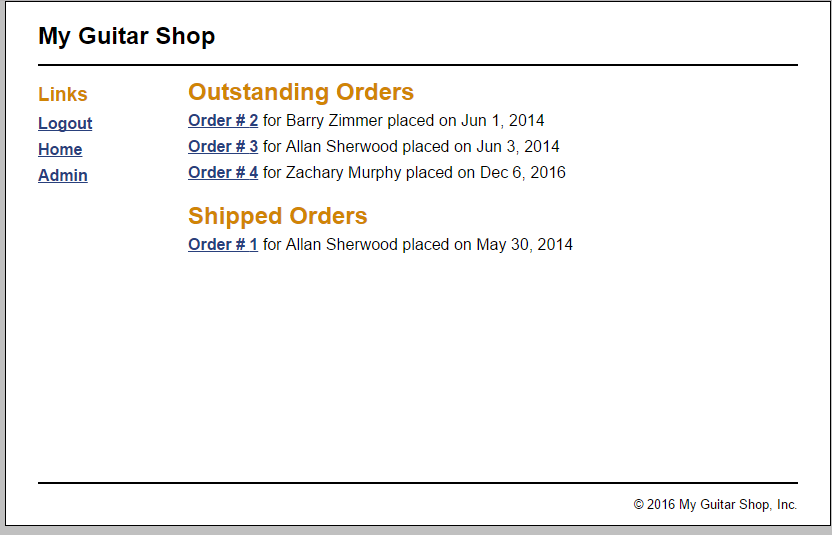 My Guitar Shop
Links
Logout
Home
Admin
Outstanding Orders
Order # 2 for Barry Zimmer placed on Jun 1, 2014
Order # 3 for Allan Sherwood placed on Jun 3, 2014
Order # 4 for Zachary Murphy placed on Dec 6, 2016
Shipped Orders
Order # 1 for Allan Sherwood placed on May 30, 2014
© 2016 My Guitar Shop, Inc.